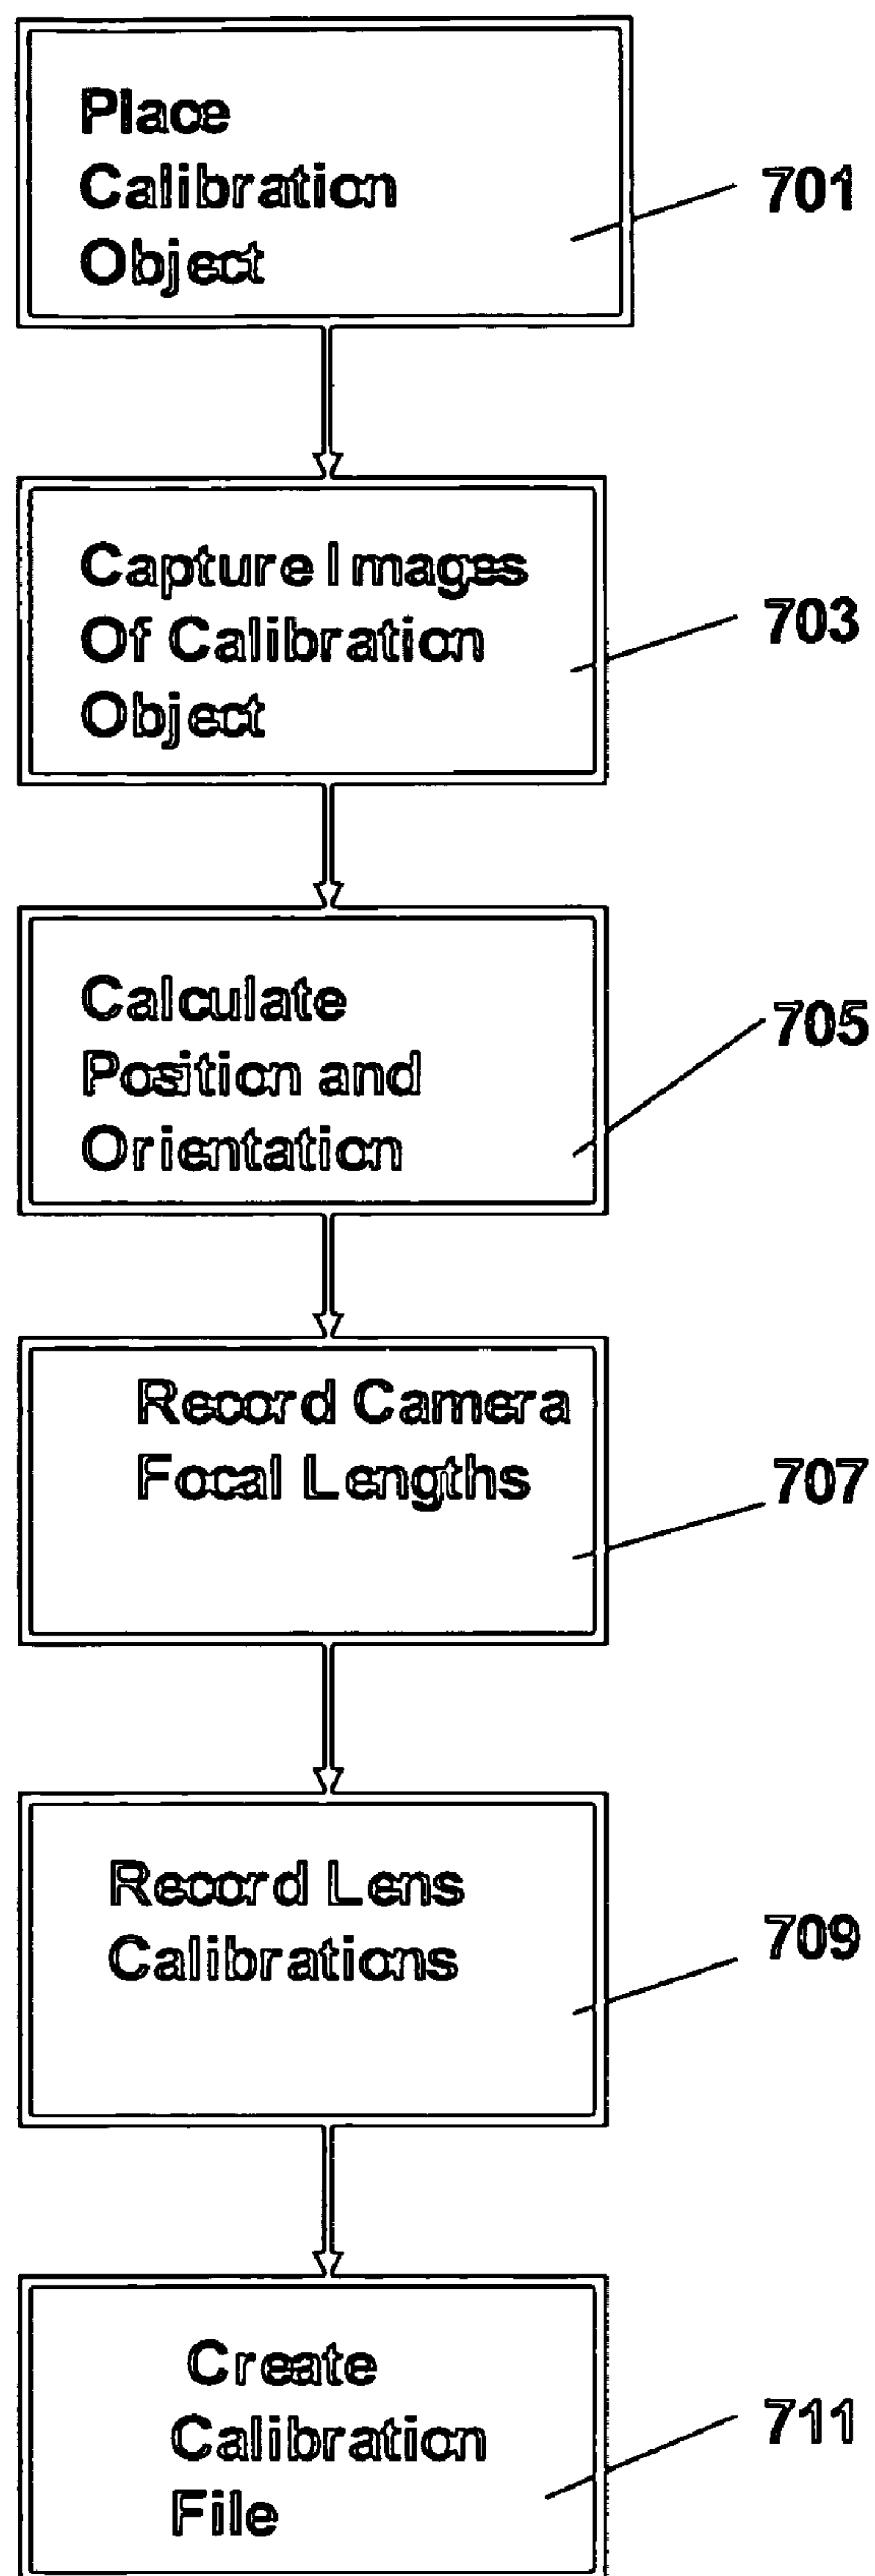 Place
Calibration
Object
701
Capture Images
Of Calibration
Object
703
Calculate
Position and
Orientation
705
Record Camera
Focal Lengths
707
Record Lens
Calibrations
709
Create
Calibration
File
711